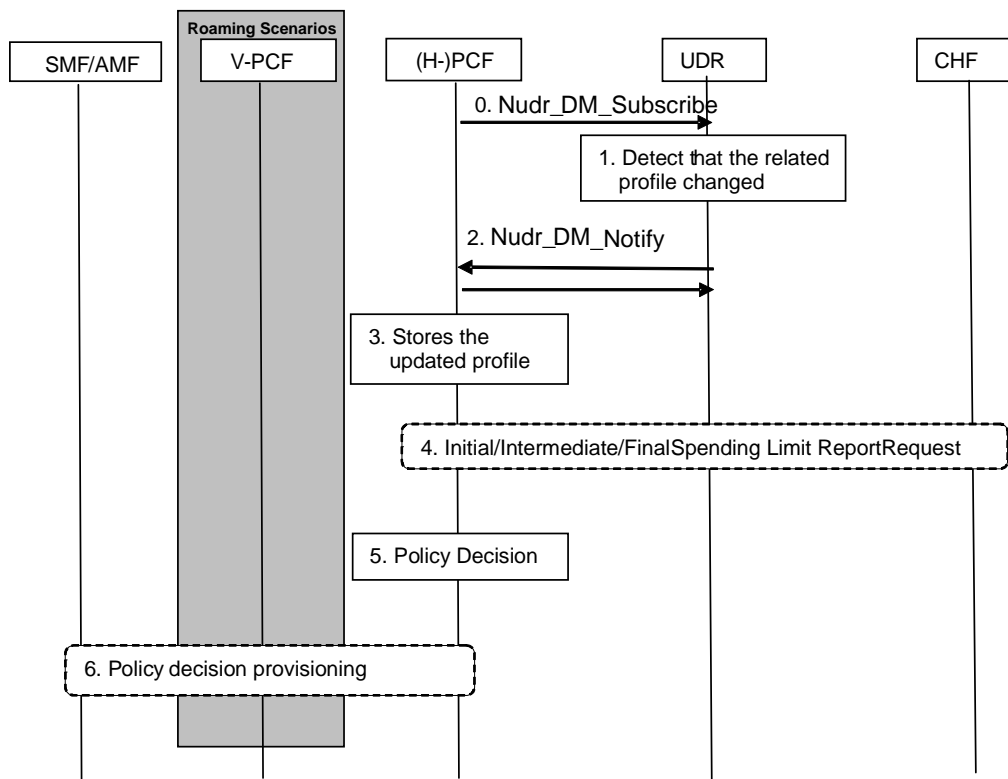 Roaming Scenarios
SMF/AMF
V-PCF
(H-)PCF
UDR
CHF
0. Nudr_DM_Subscribe
1. Detect that the related
profile changed
2. Nudr_DM_Notify
3. Stores the
updated profile
4. Initial/Intermediate/FinalSpending Limit ReportRequest
5. Policy Decision
6. Policy decision provisioning